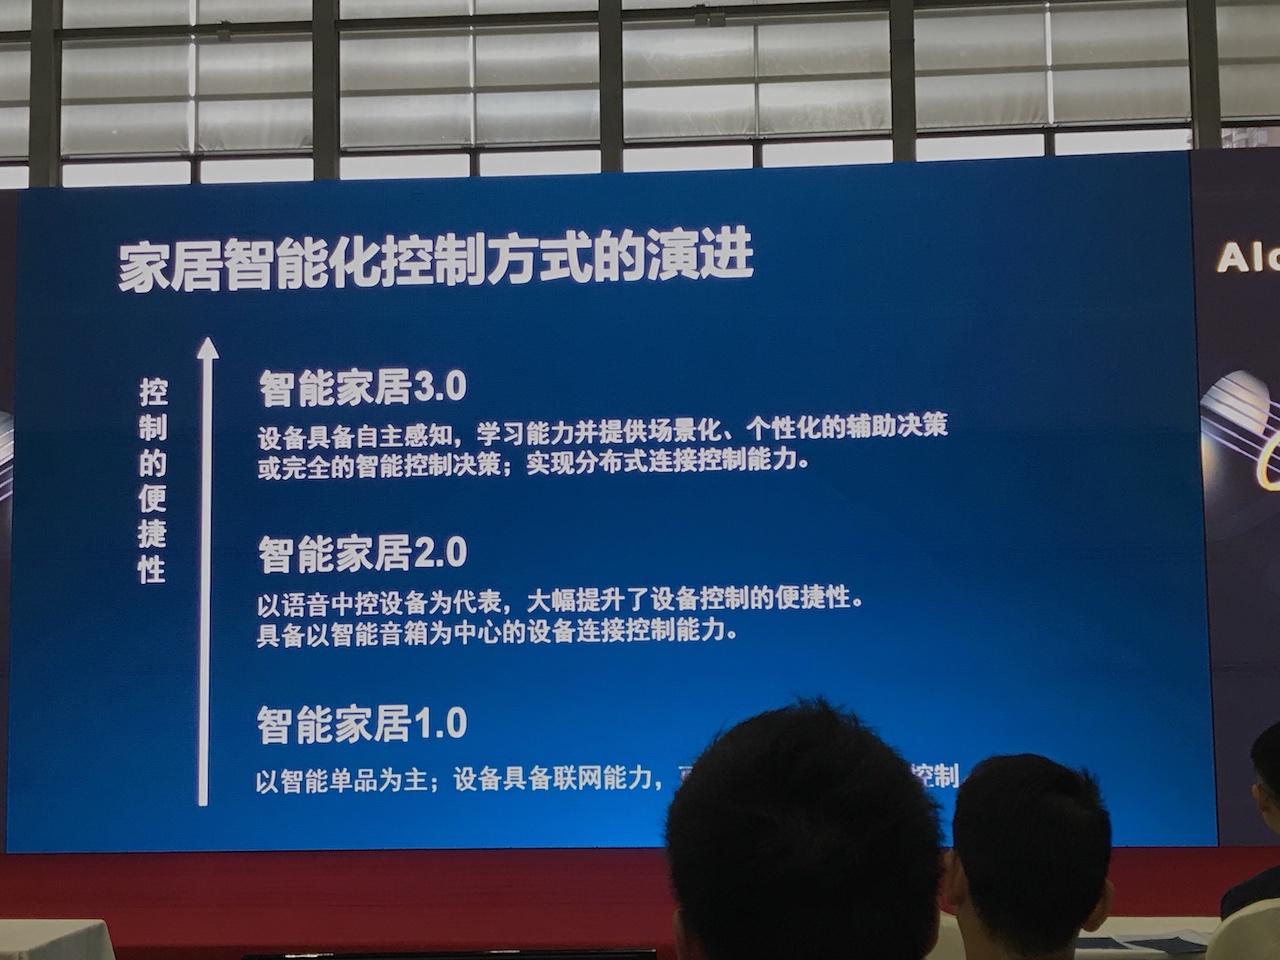 家居智能化控制方式的演进
控制的便捷性
智能家居3.0
设备具备自主感知，学习能力并提供场景化、个性化的辅助决策
或完全的智能控制决策；实现分布式连接控制能力。
智能家居2.0
以语音中控设备为代表，大幅提升了设备控制的便捷性。
具备以智能音箱为中心的设备连接控制能力。
智能家居1.0
以智能单品为主；设备具备联网能力，
控制